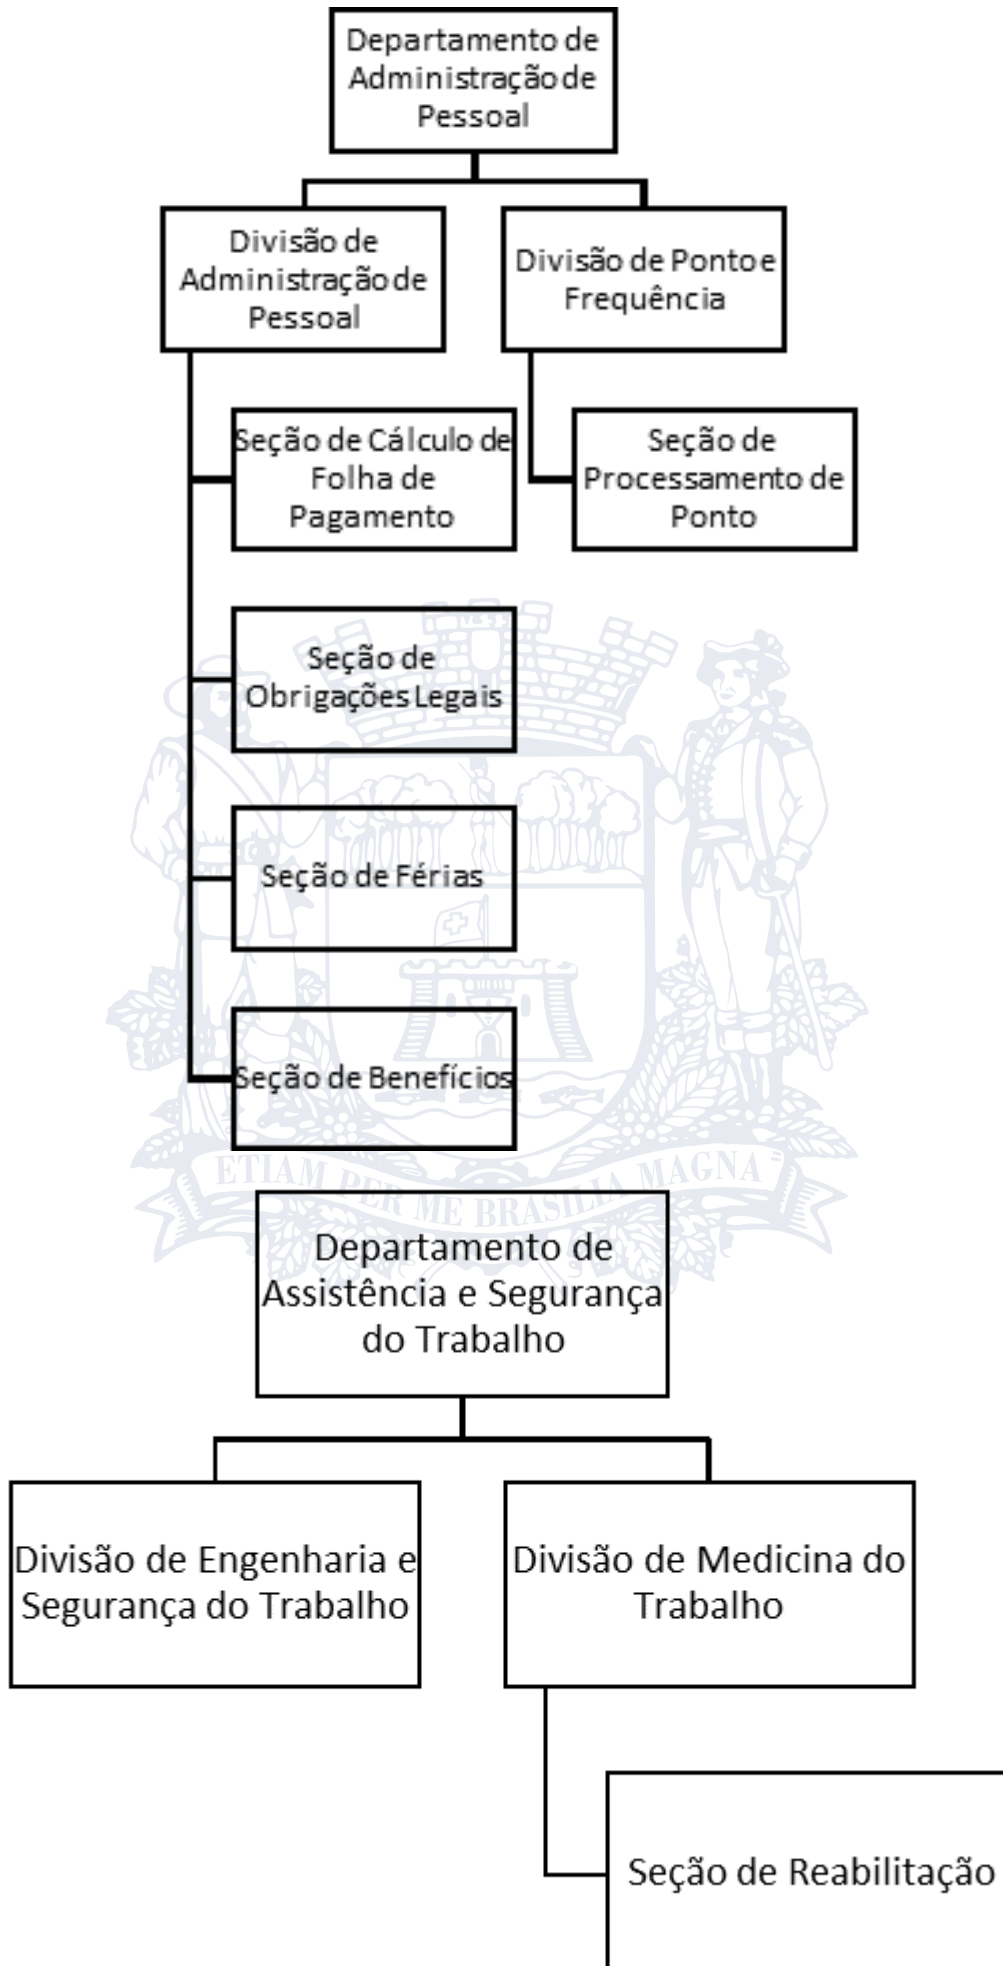 Departamento de
Administração de
Pessoal
Divisão de
Administração de
Pessoal
Divisão de Ponto e
Frequência
Seção de Cálculo de
Folha de
Pagamento
Seção de
Processamento de
Ponto
Seção de
Obrigações Legais
Seção de Férias
Seção de Benefícios
ETIAM PER ME BRASILIA MAGNA
Departamento de
Assistência e Segurança
do Trabalho
Divisão de Engenharia e
Segurança do Trabalho
Divisão de Medicina do
Trabalho
Seção de Reabilitação